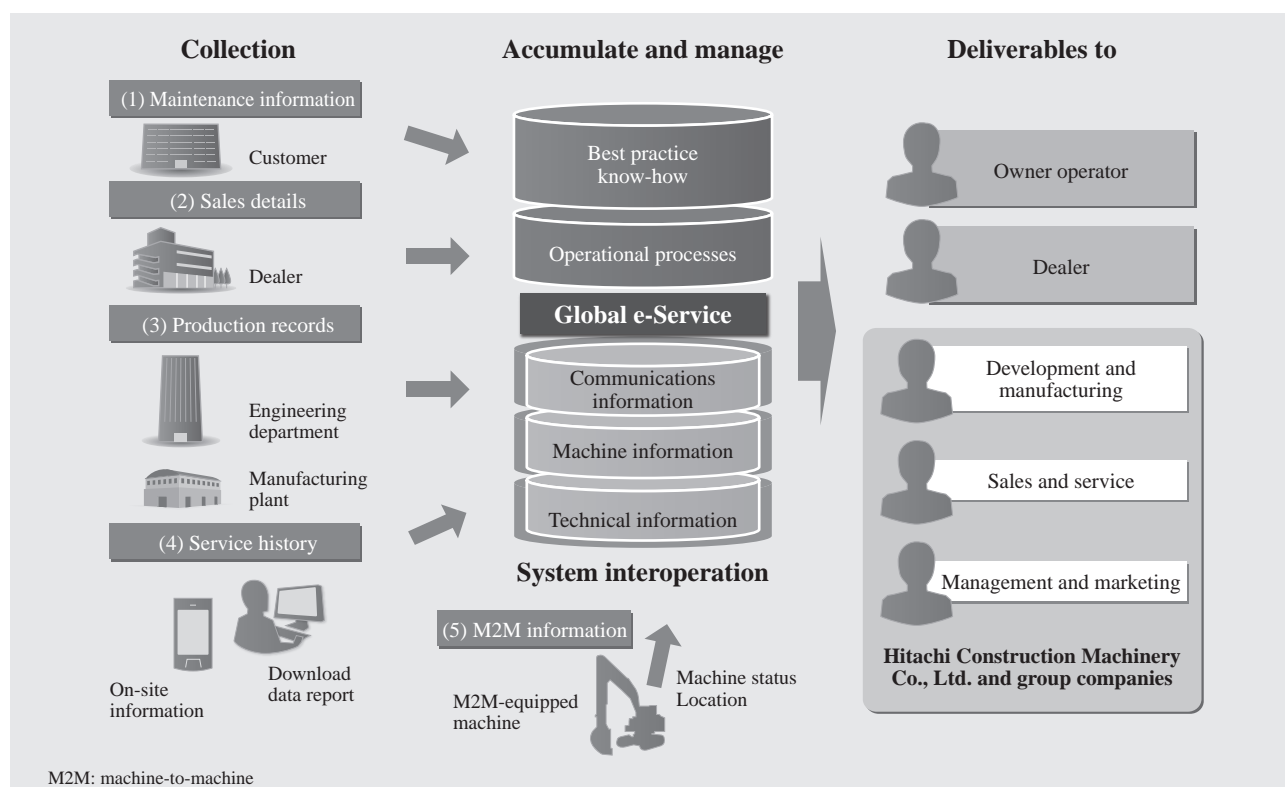 Collection
(1) Maintenance information
Customer
(2) Sales details
Dealer
(3) Production records
Engineering
department
Manufacturing
plant
(4) Service history
On-site
information
Download
data report
Accumulate and manage
Best practice
know-how
Operational processes
Global e-Service
Communications
information
Machine information
Technical information
System interoperation
(5) M2M information
M2M-equipped
machine
Machine status
Location
Deliverables to
Owner operator
Dealer
Development and
manufacturing
Sales and service
Management and marketing
Hitachi Construction Machinery
Co., Ltd. and group companies
M2M: machine-to-machine